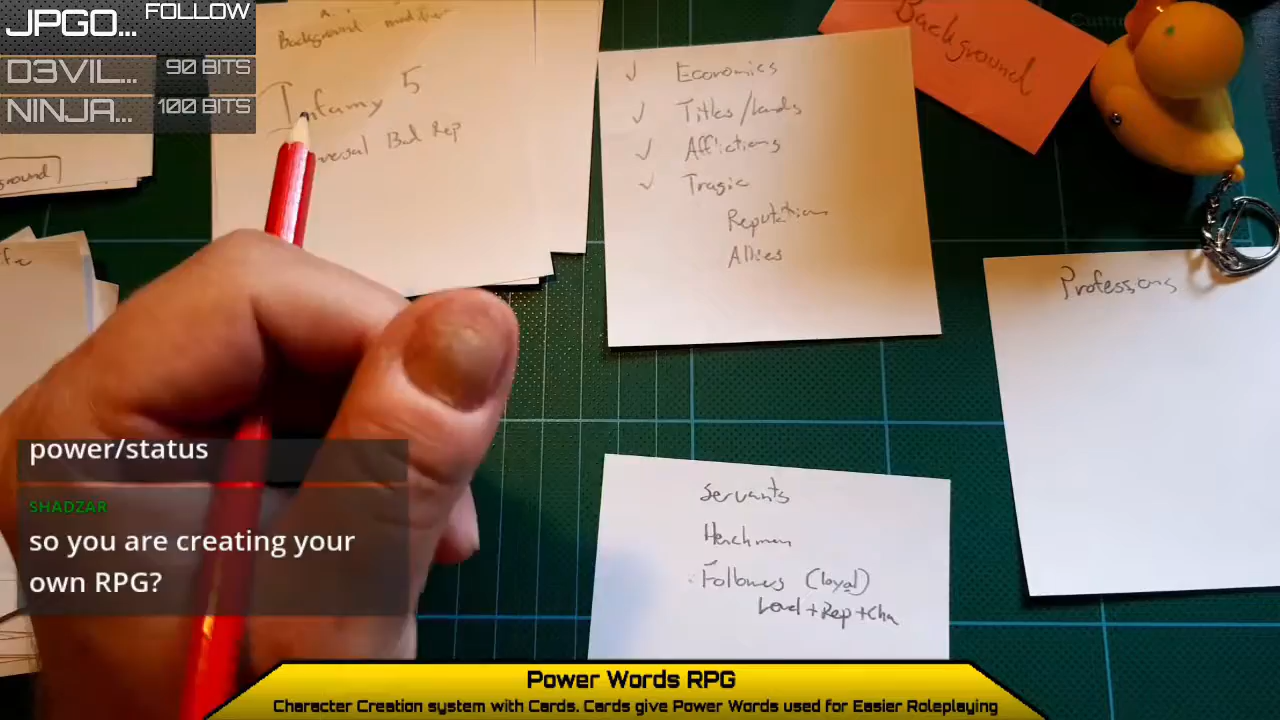 JPGO... FOLLOW
D3VIL... 90 BITS
NINJA... 100 BITS
Background
Infamy 5
versal Bad Rep
round
Economics
Titles/lands
Afflictions
Tragic
Reputation
Allies
Background
Professions
Servants
Henchmen
Followers (loyal)
Level + Rep + Cha
power/status
SHADZAR
so you are creating your
own RPG?
Power Words RPG
Character Creation system with Cards. Cards give Power Words used for Easier Roleplaying